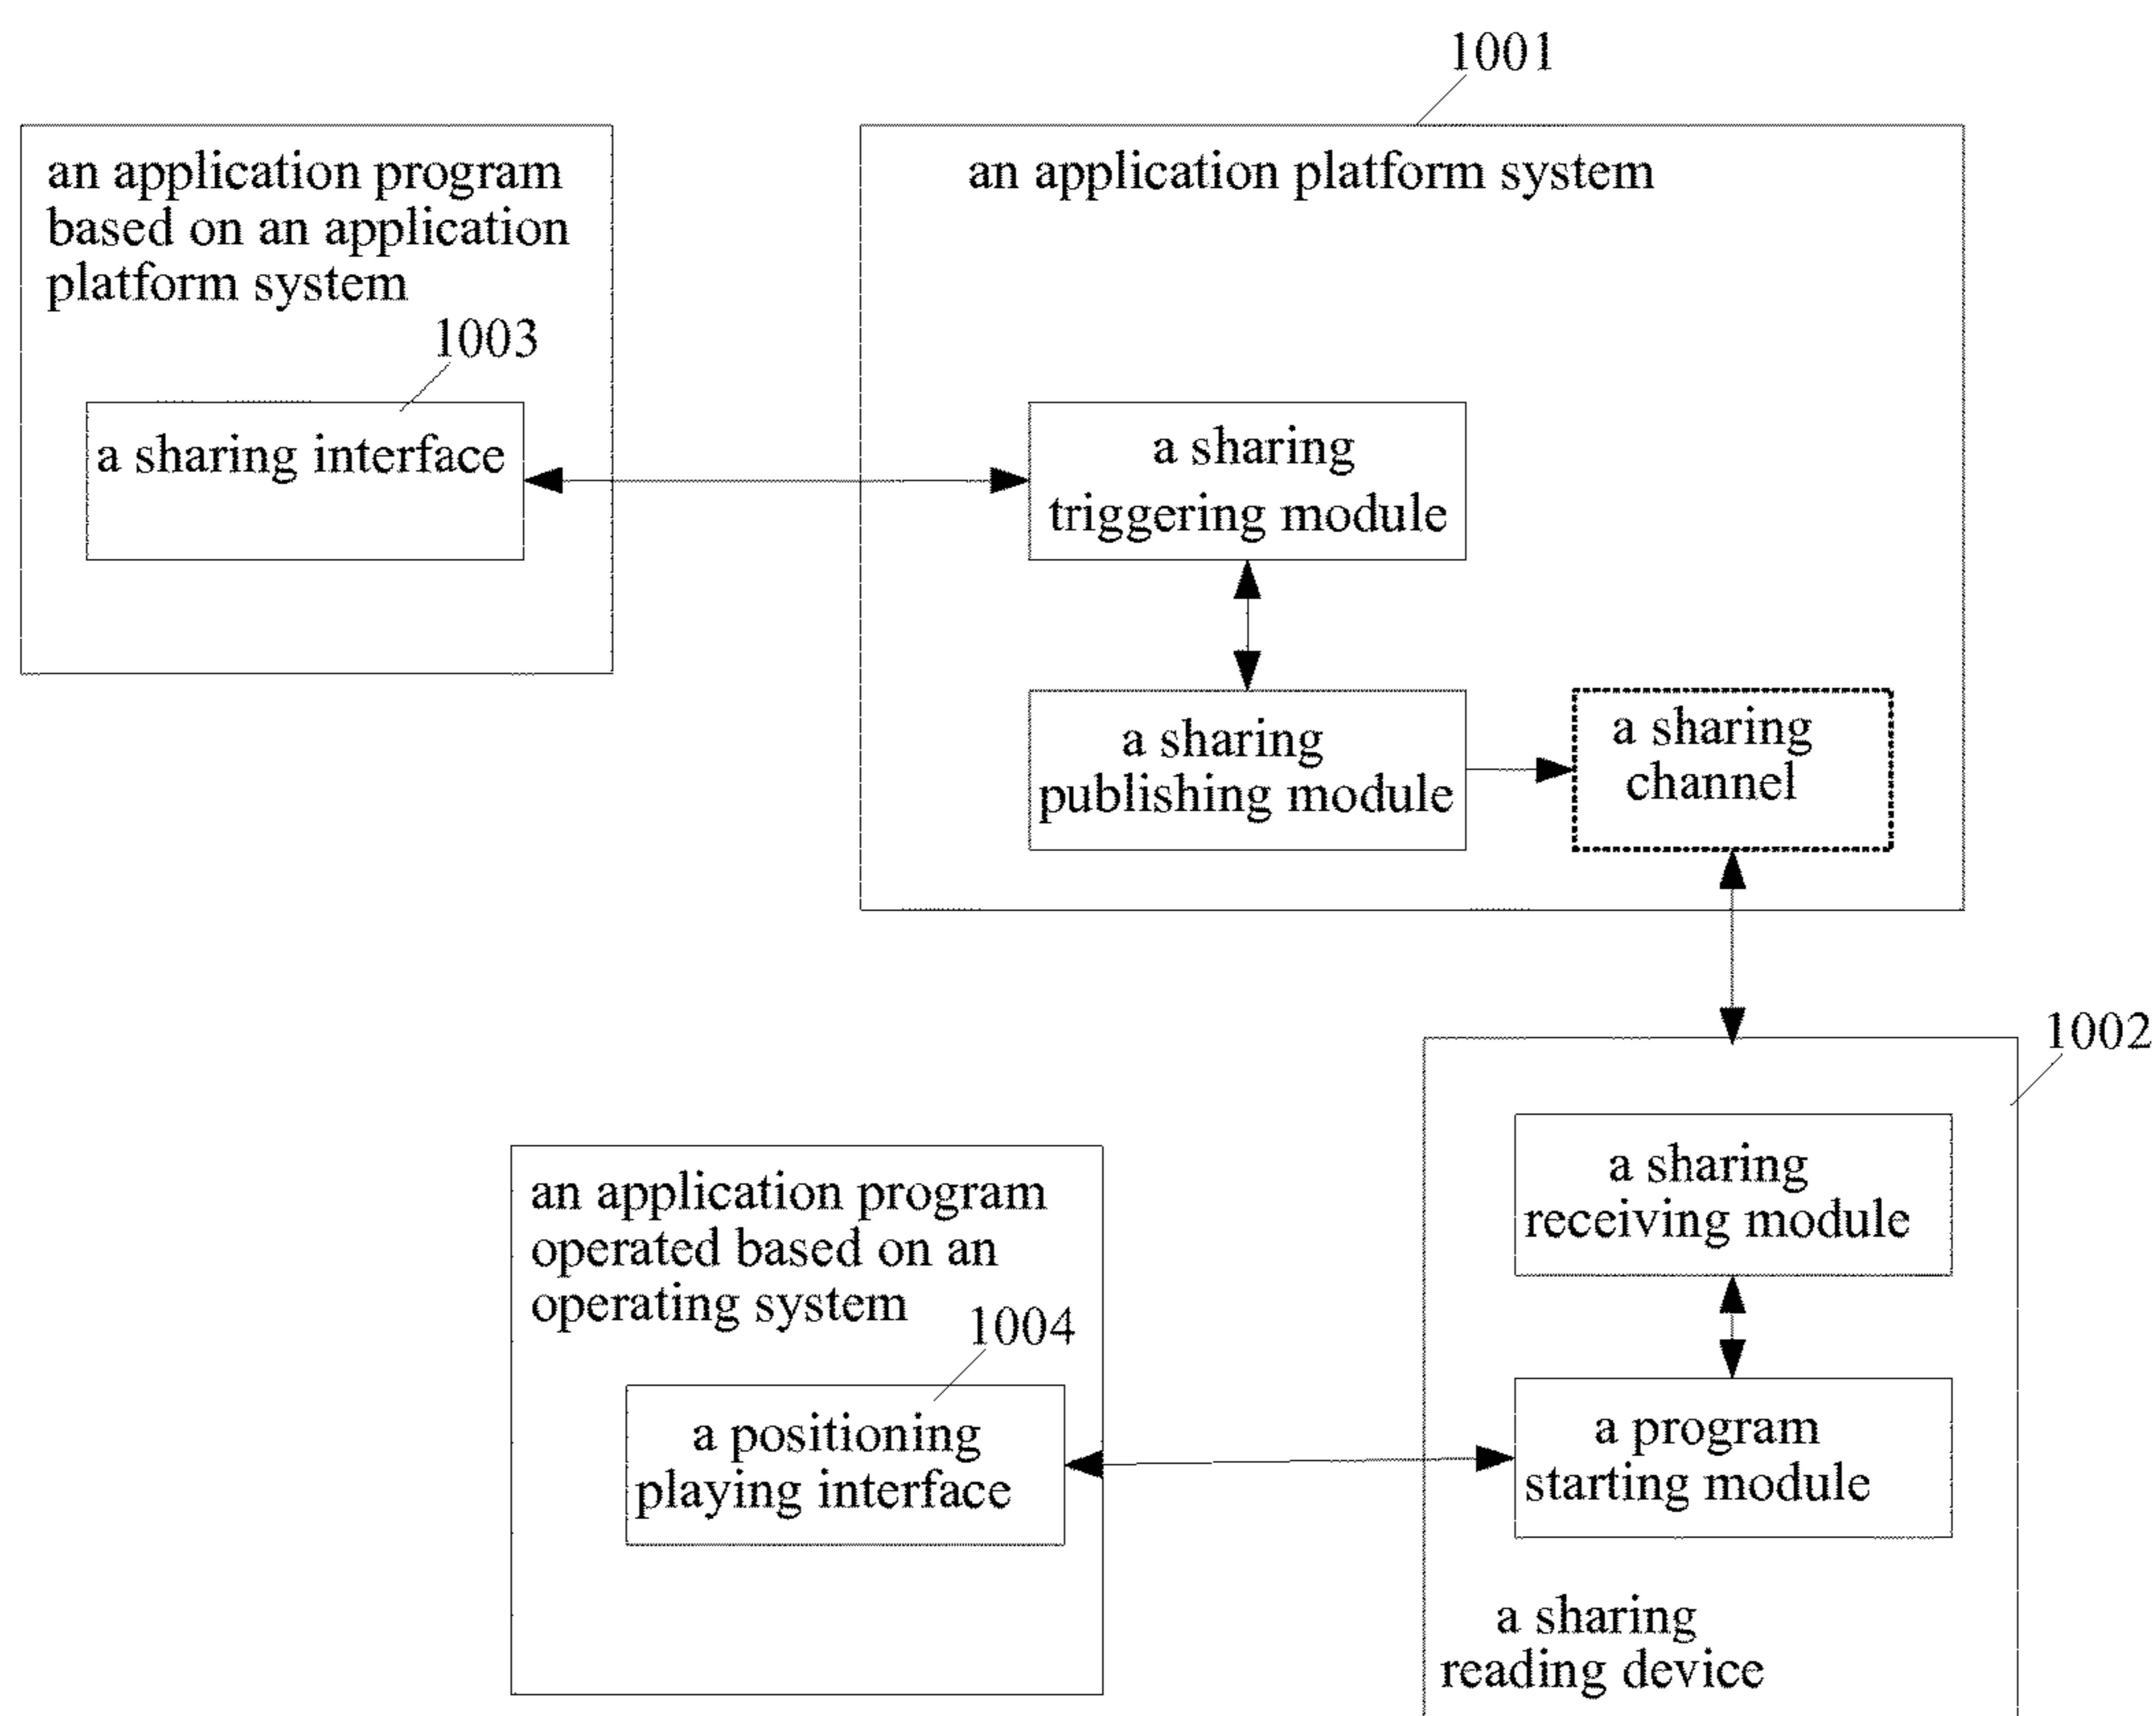 1001
an application program
based on an application
platform system
an application platform system
1003
a sharing interface
a sharing
triggering module
a sharing
publishing module
a sharing
channel
1002
a sharing
receiving module
an application program
operated based on an
operating system
1004
a positioning
playing interface
a program
starting module
a sharing
reading device